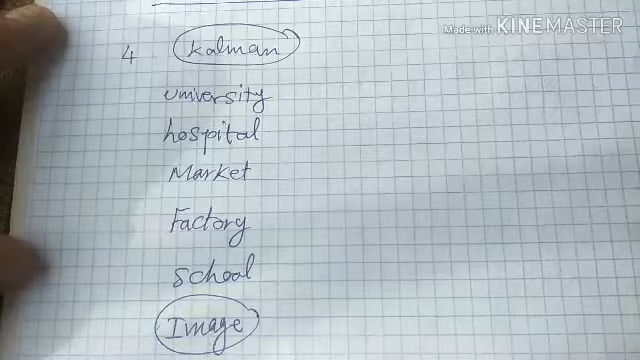 Made with KINEMASTER
4 Kalman
university
hospital
Market
Factory
School
Image